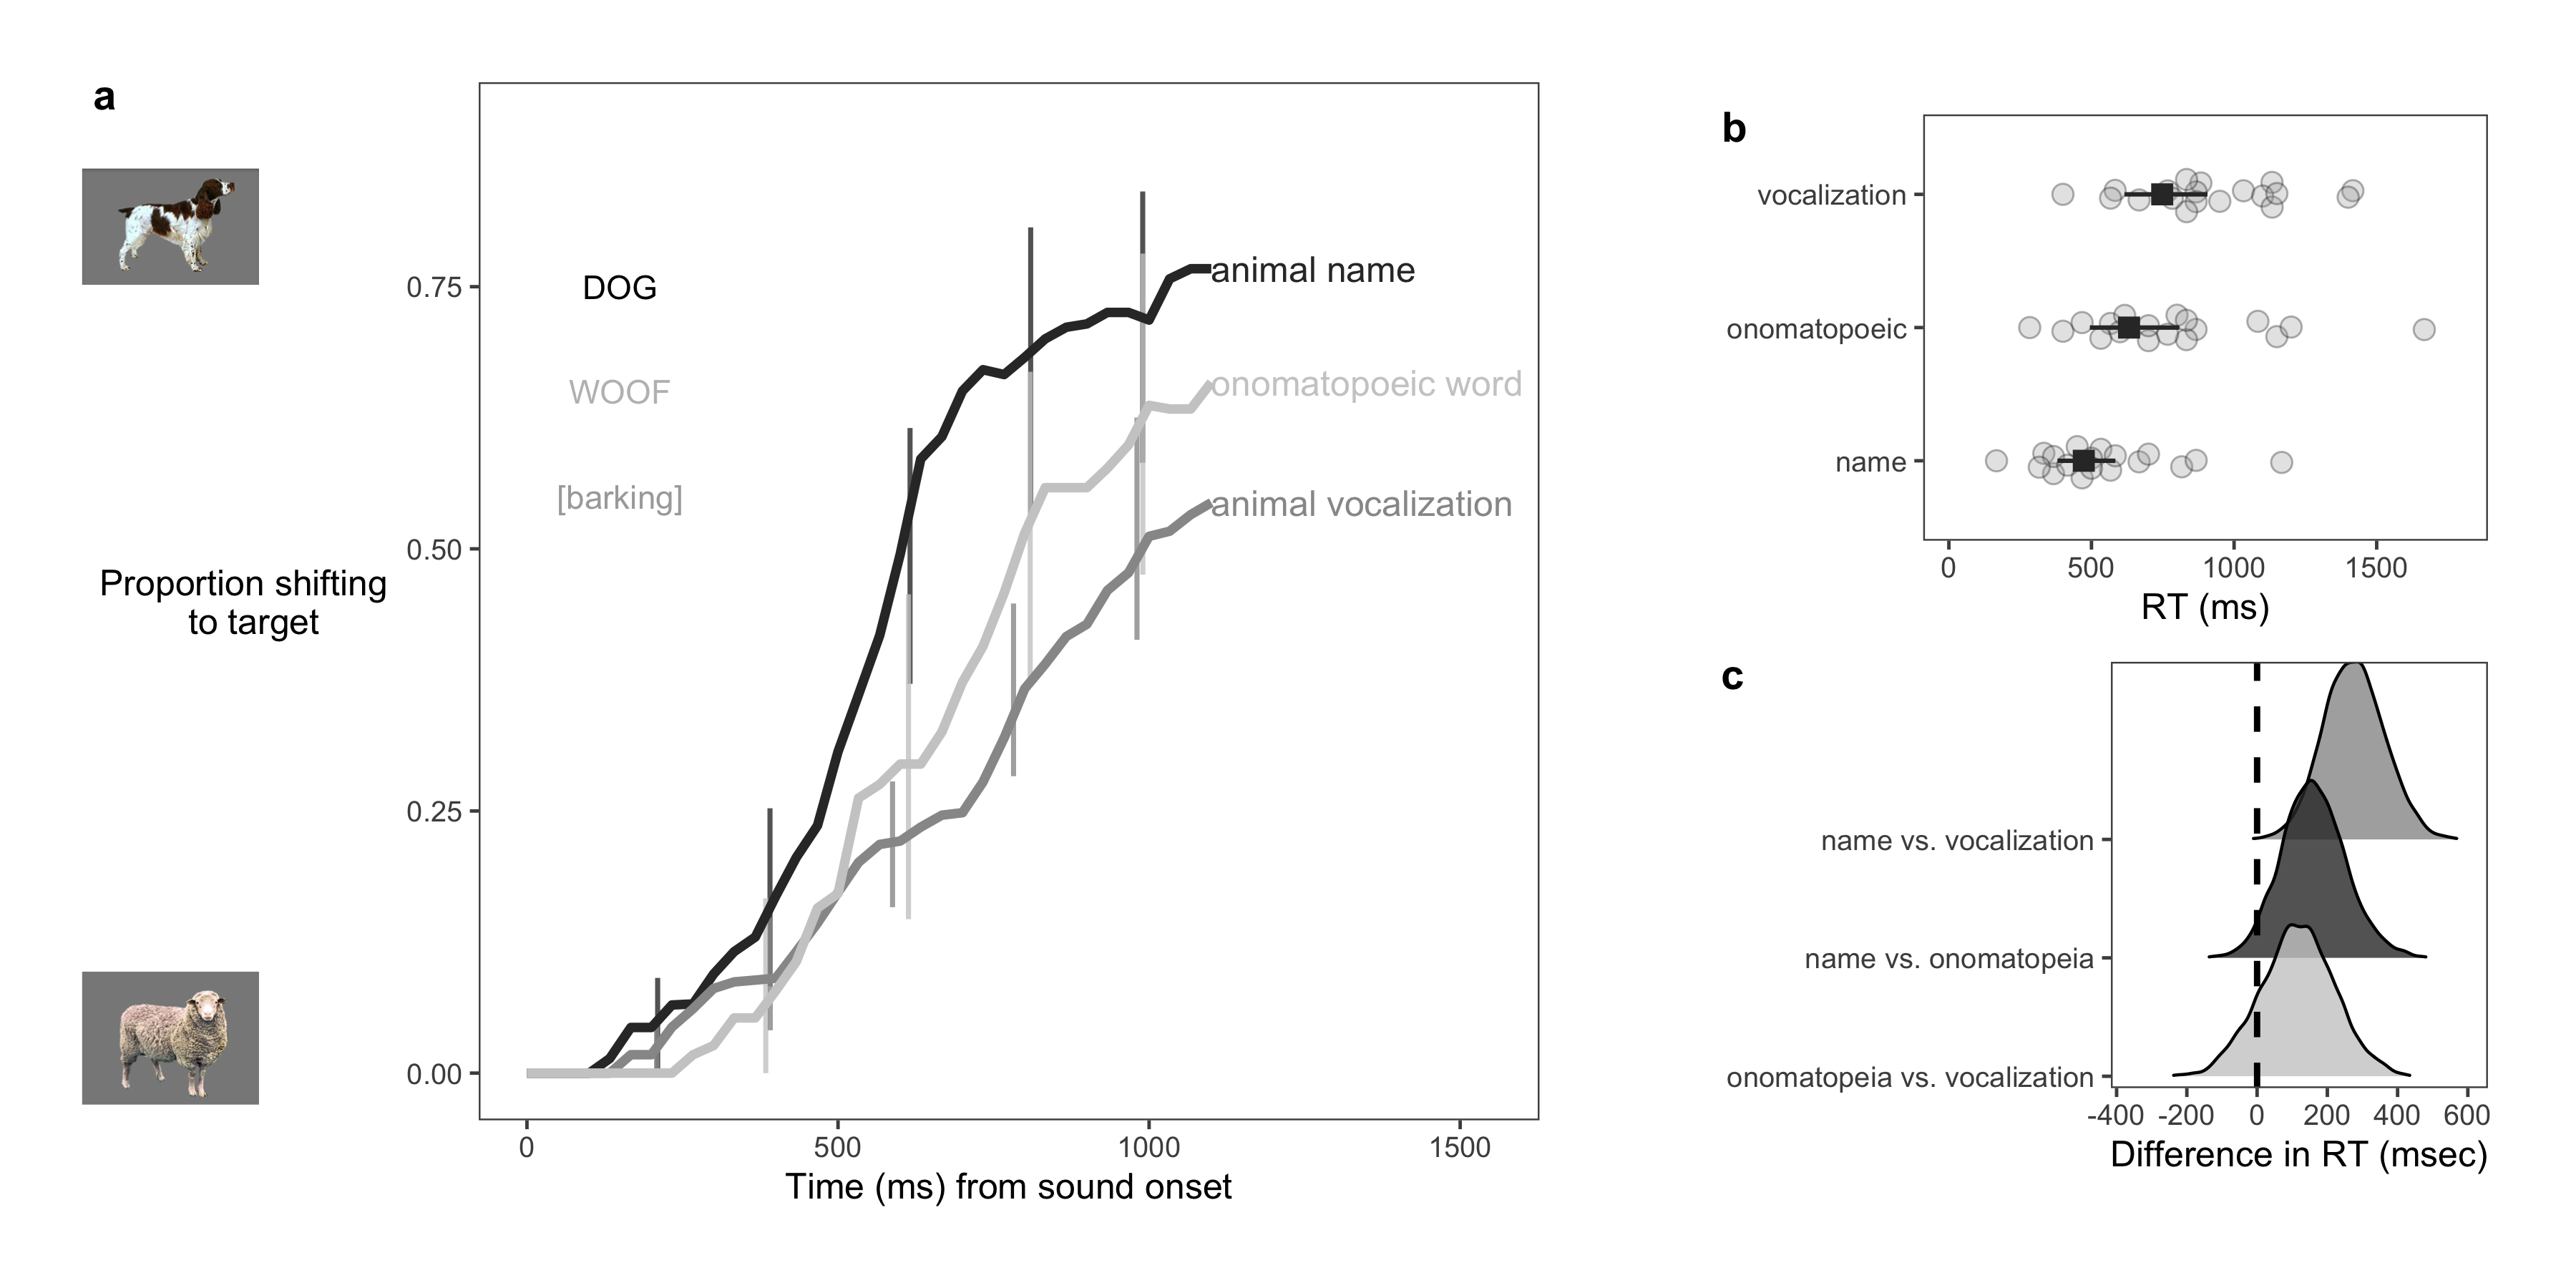 a
DOG
WOOF
[barking]
animal name
onomatopoeic word
animal vocalization
Proportion shifting
to target
0.75
0.50
0.25
0.00
0 500 1000 1500
Time (ms) from sound onset
b
vocalization
onomatopoeic
name
0 500 1000 1500
RT (ms)
c
name vs. vocalization
name vs. onomatopeia
onomatopeia vs. vocalization
-400 -200 0 200 400 600
Difference in RT (msec)